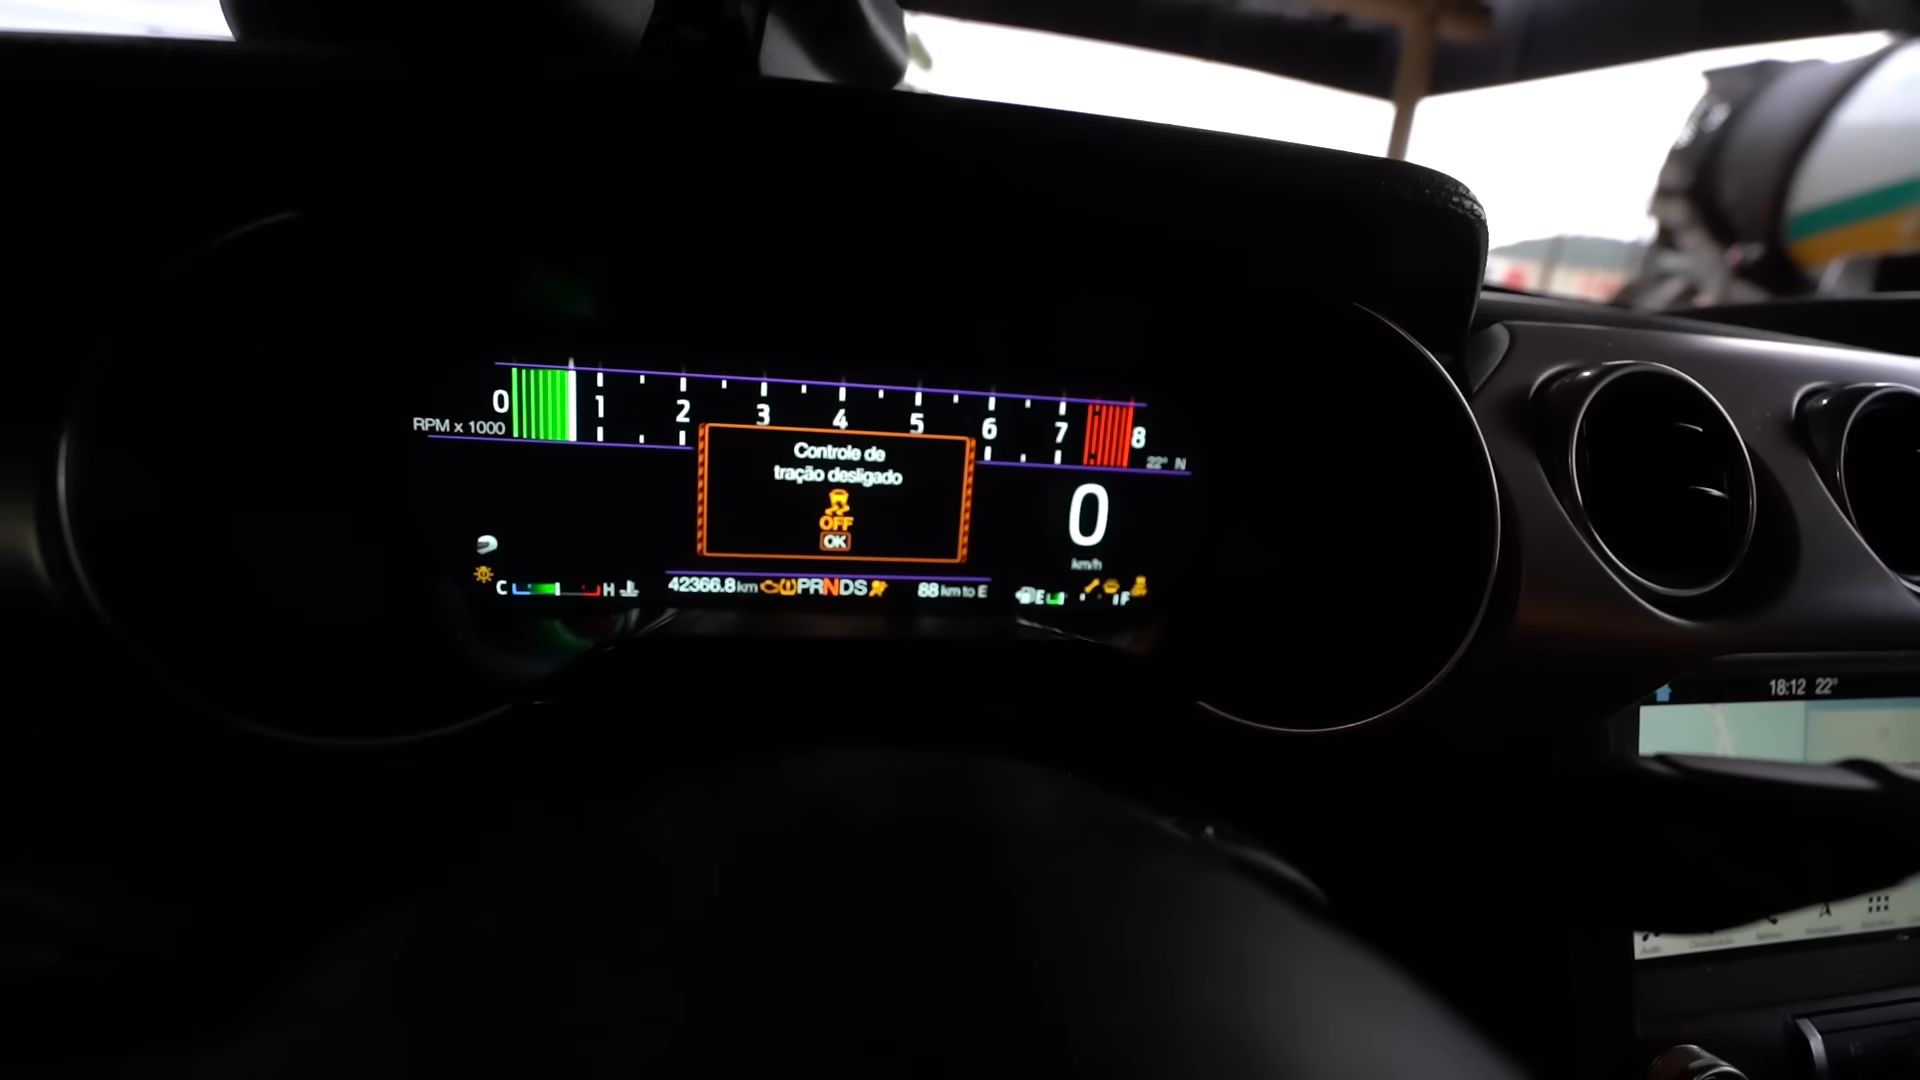 0 1 2 3 4 5 6 7 8
RPM x 1000
22° N
Controle de
tração desligado
OFF
OK
0
km/h
C H
42366.8 km PRNDS 88 km to E
E F
18:12 22°